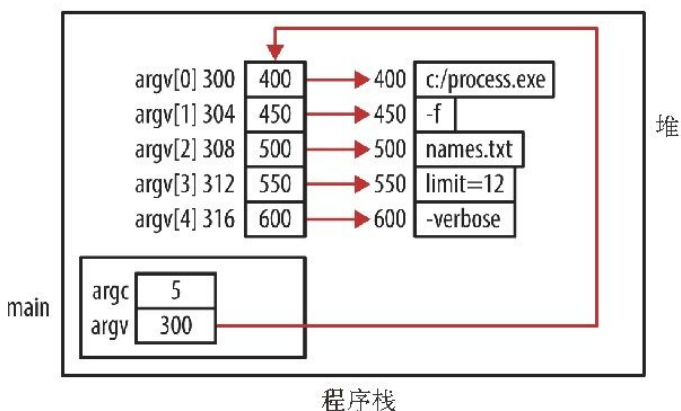 argv[0] 300 400 400 c:/process.exe
argv[1] 304 450 450 -f
堆
argv[2] 308 500 500 names.txt
argv[3] 312 550 550 limit=12
argv[4] 316 600 600 -verbose
argc 5
main
argv 300
程序栈